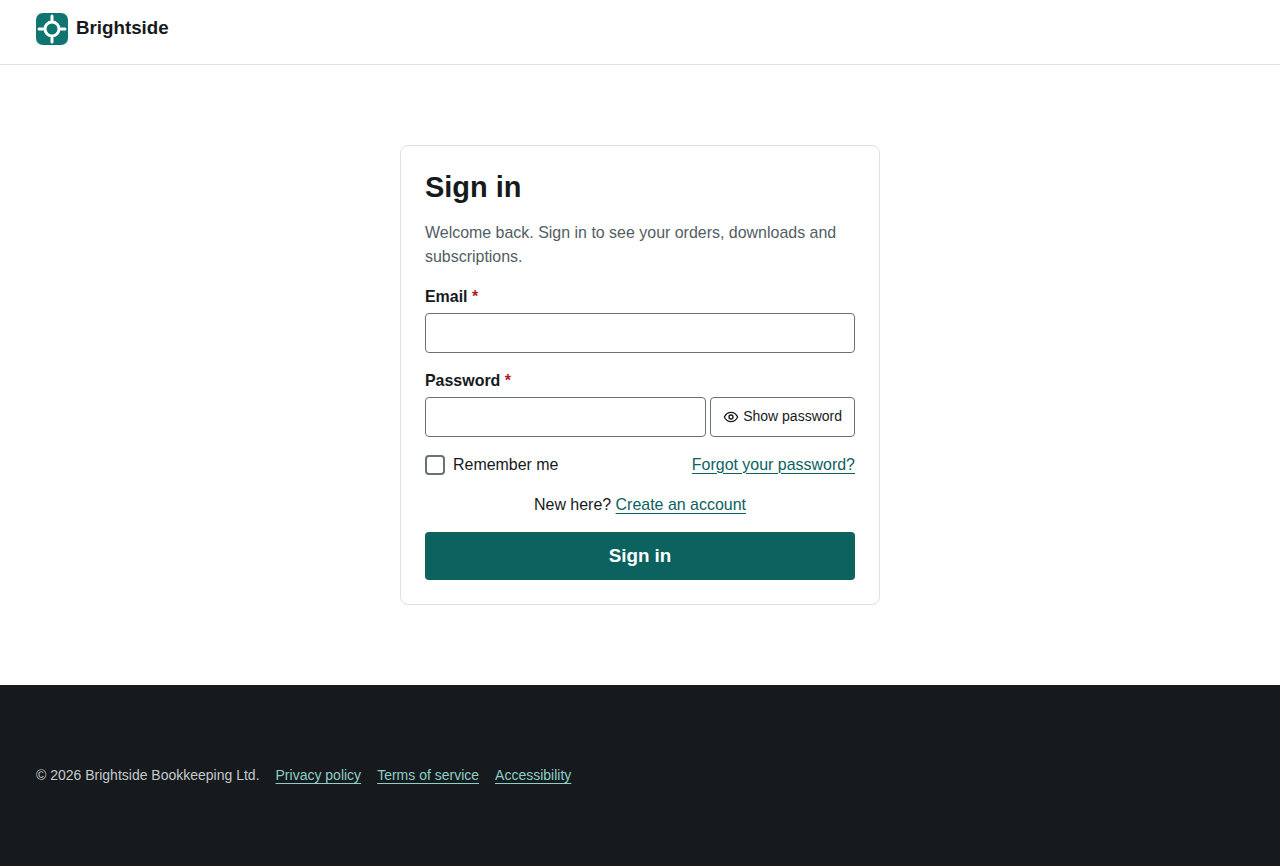 Brightside
Sign in
Welcome back. Sign in to see your orders, downloads and
subscriptions.
Email *
Password *
Show password
Remember me
Forgot your password?
New here? Create an account
Sign in
© 2026 Brightside Bookkeeping Ltd. Privacy policy Terms of service Accessibility